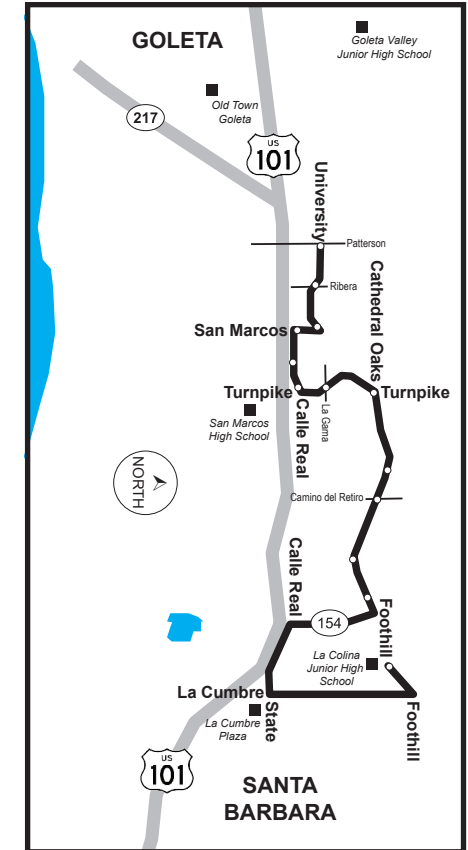 GOLETA
Goleta Valley
Junior High School
Old Town
Goleta
217
US
101
University
Patterson
Cathedral Oaks
Ribera
San Marcos
Turnpike
Turnpike
La Gama
Calle Real
San Marcos
High School
NORTH
Camino del Retiro
Calle Real
154
Foothill
La Colina
Junior High
School
La Cumbre
State
Foothill
La Cumbre
Plaza
US
101
SANTA
BARBARA